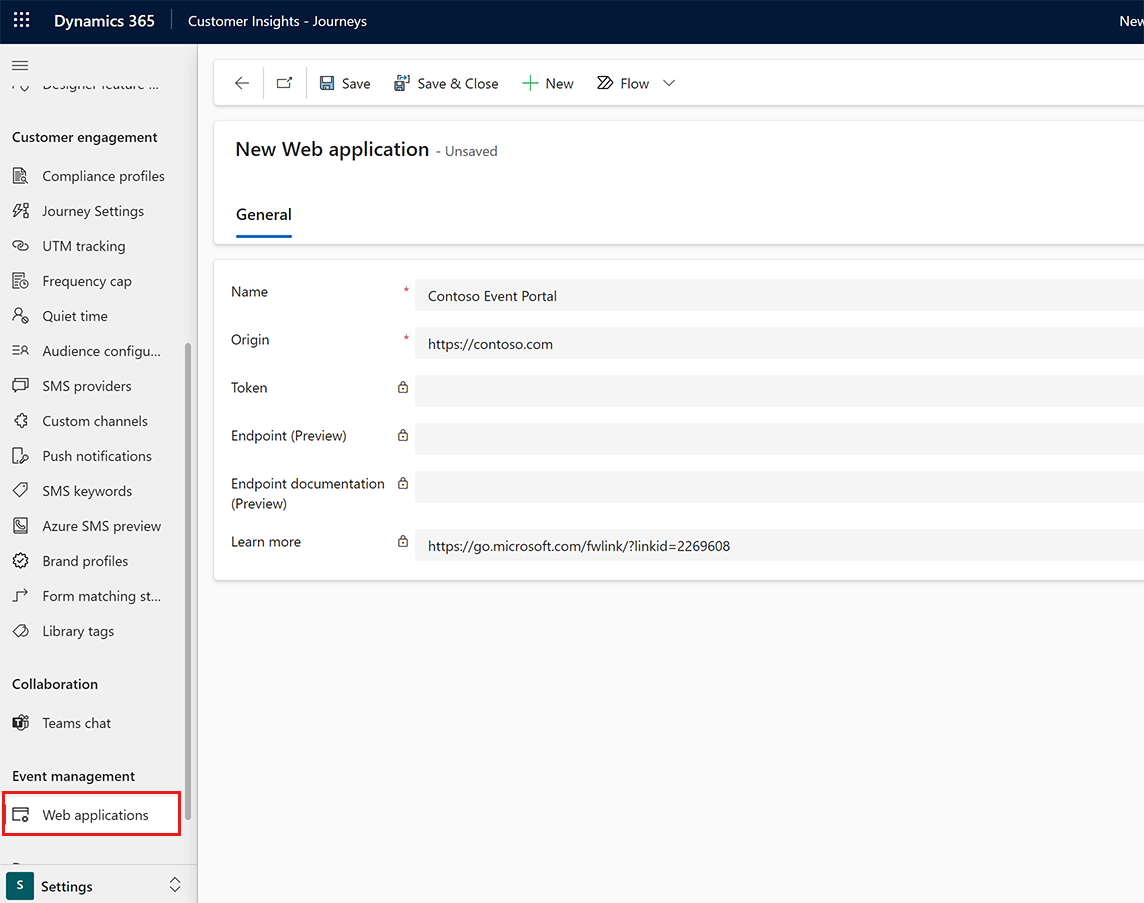 Dynamics 365
Customer Insights - Journeys
New
Designer feature ...
Customer engagement
Compliance profiles
Journey Settings
UTM tracking
Frequency cap
Quiet time
Audience configu...
SMS providers
Custom channels
Push notifications
SMS keywords
Azure SMS preview
Brand profiles
Form matching st...
Library tags
Collaboration
Teams chat
Event management
Web applications
S
Settings
Save
Save & Close
New
Flow
New Web application - Unsaved
General
Name * Contoso Event Portal
Origin * https://contoso.com
Token
Endpoint (Preview)
Endpoint documentation
(Preview)
Learn more https://go.microsoft.com/fwlink/?linkid=2269608